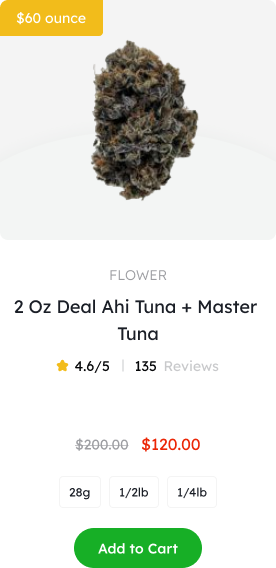 $60 ounce
FLOWER
2 Oz Deal Ahi Tuna + Master
Tuna
4.6/5 | 135 Reviews
$200.00 $120.00
28g 1/2lb 1/4lb
Add to Cart